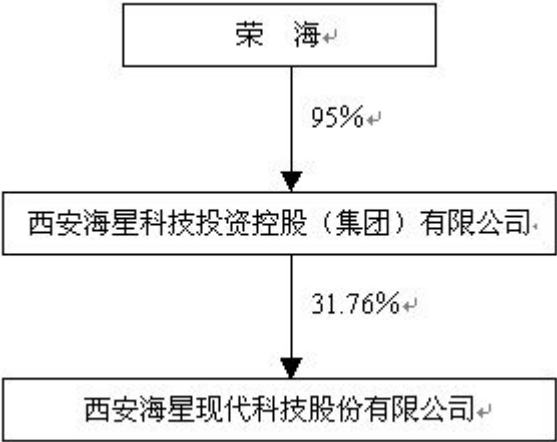 荣 海
95%
西安海星科技投资控股（集团）有限公司
31.76%
西安海星现代科技股份有限公司